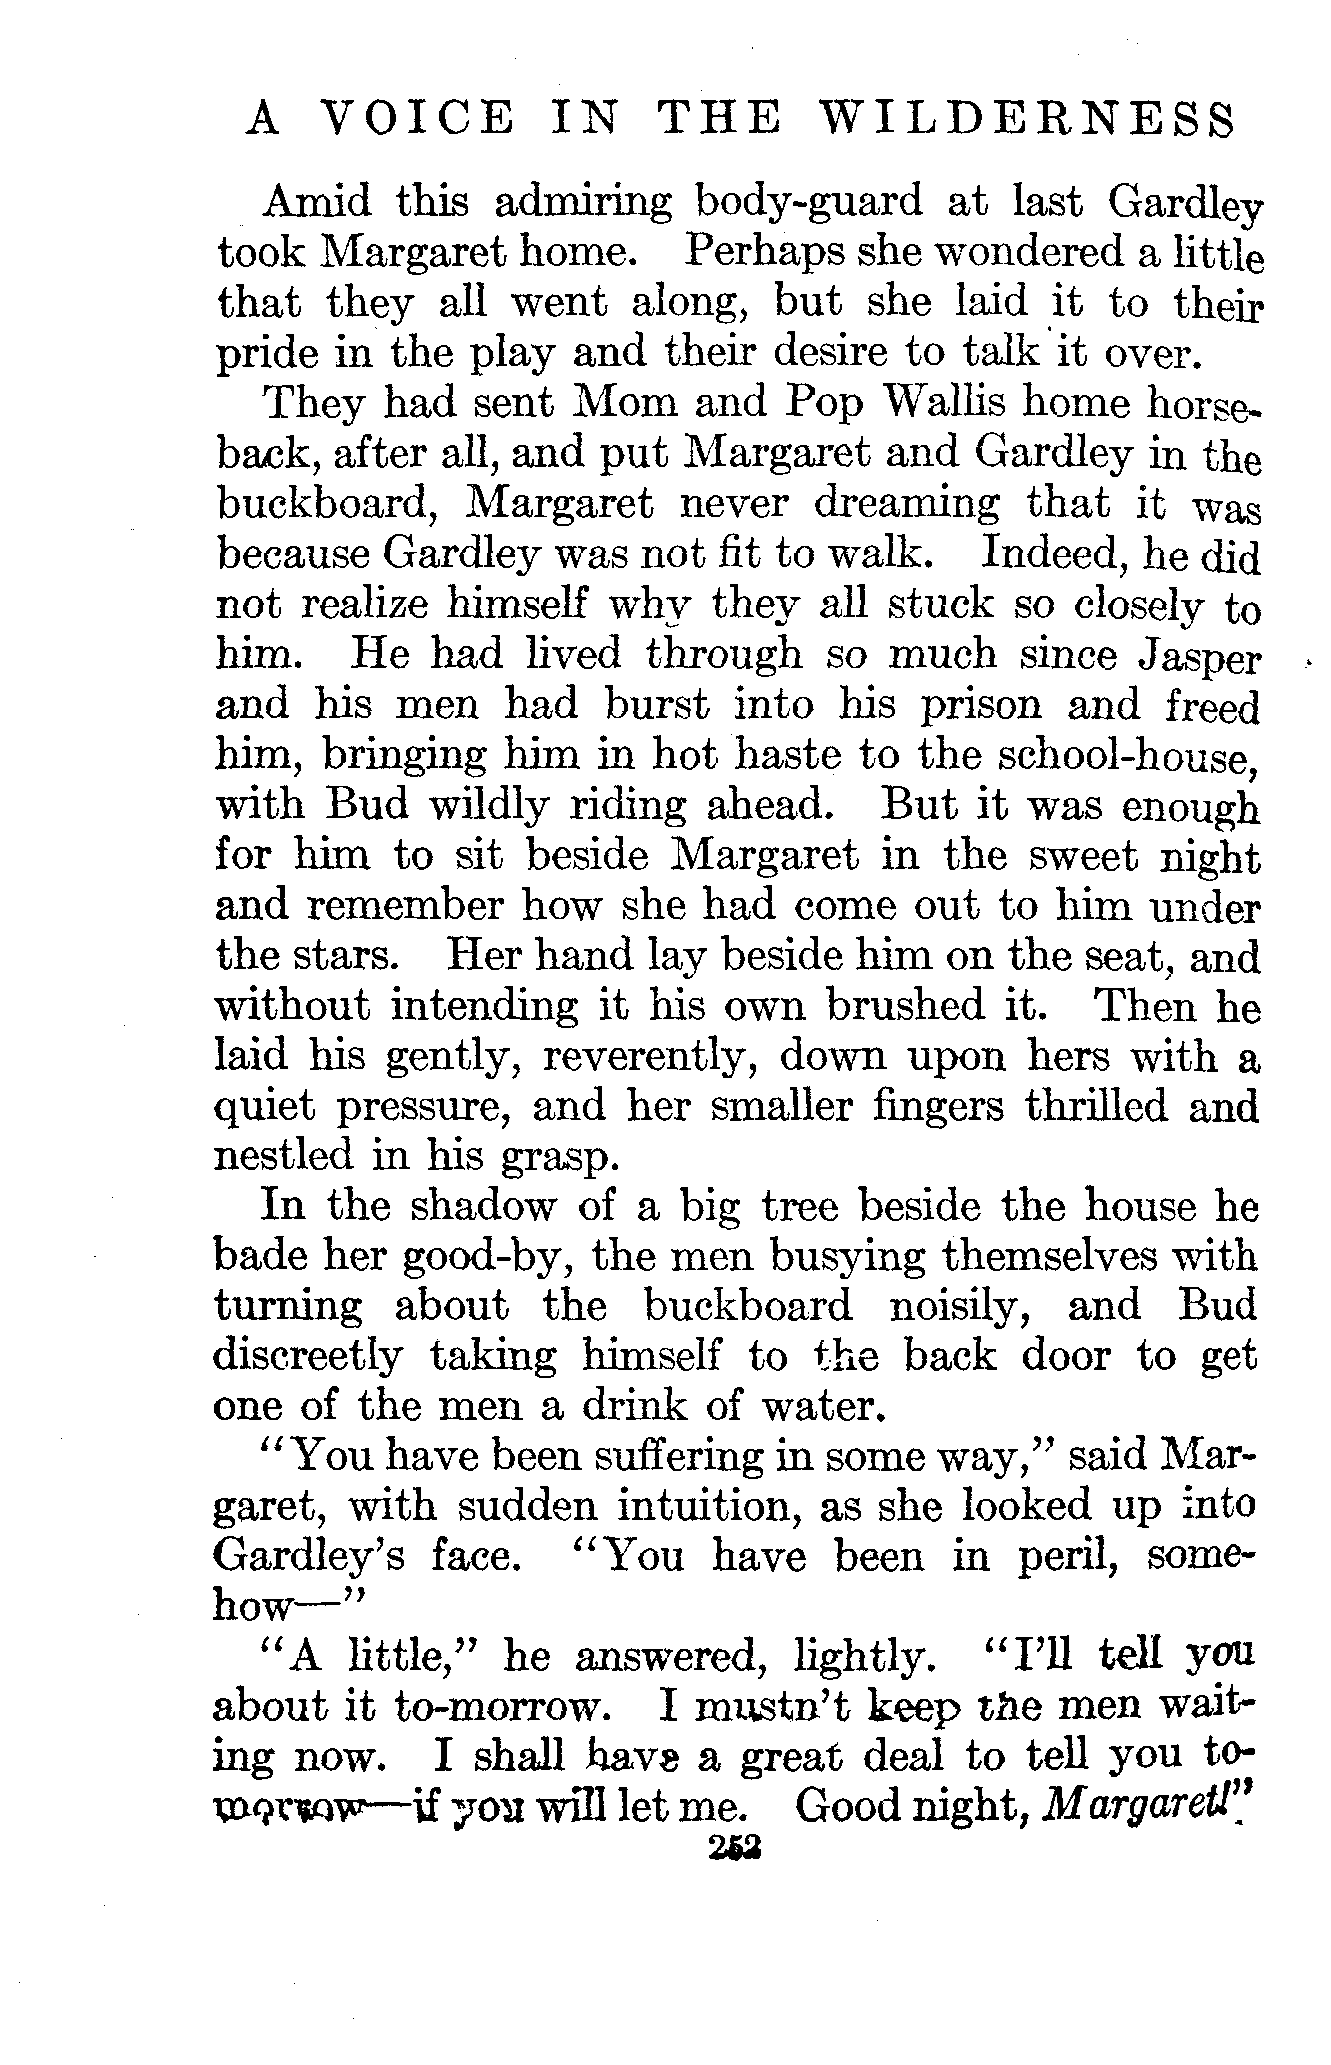 A VOICE IN THE WILDERNESS
Amid this admiring body-guard at last Gardley
took Margaret home. Perhaps she wondered a little
that they all went along, but she laid it to their
pride in the play and their desire to talk it over.
They had sent Mom and Pop Wallis home horse-
back, after all, and put Margaret and Gardley in the
buckboard, Margaret never dreaming that it was
because Gardley was not fit to walk. Indeed, he did
not realize himself why they all stuck so closely to
him. He had lived through so much since Jasper
and his men had burst into his prison and freed
him, bringing him in hot haste to the school-house,
with Bud wildly riding ahead. But it was enough
for him to sit beside Margaret in the sweet night
and remember how she had come out to him under
the stars. Her hand lay beside him on the seat, and
without intending it his own brushed it. Then he
laid his gently, reverently, down upon hers with a
quiet pressure, and her smaller fingers thrilled and
nestled in his grasp.
In the shadow of a big tree beside the house he
bade her good-by, the men busying themselves with
turning about the buckboard noisily, and Bud
discreetly taking himself to the back door to get
one of the men a drink of water.
"You have been suffering in some way," said Mar-
garet, with sudden intuition, as she looked up into
Gardley's face. "You have been in peril, some-
how—"
"A little," he answered, lightly. "I'll tell you
about it to-morrow. I mustn't keep the men wait-
ing now. I shall have a great deal to tell you to-
morrow—if you will let me. Good night, Margaret!"
252